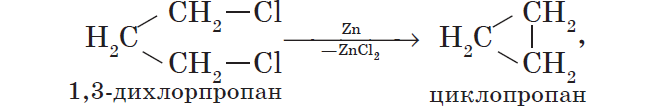 CH₂—Cl CH₂
H₂C Zn H₂C ,
—ZnCl₂
CH₂—Cl CH₂
1,3-дихлорпропан циклопропан